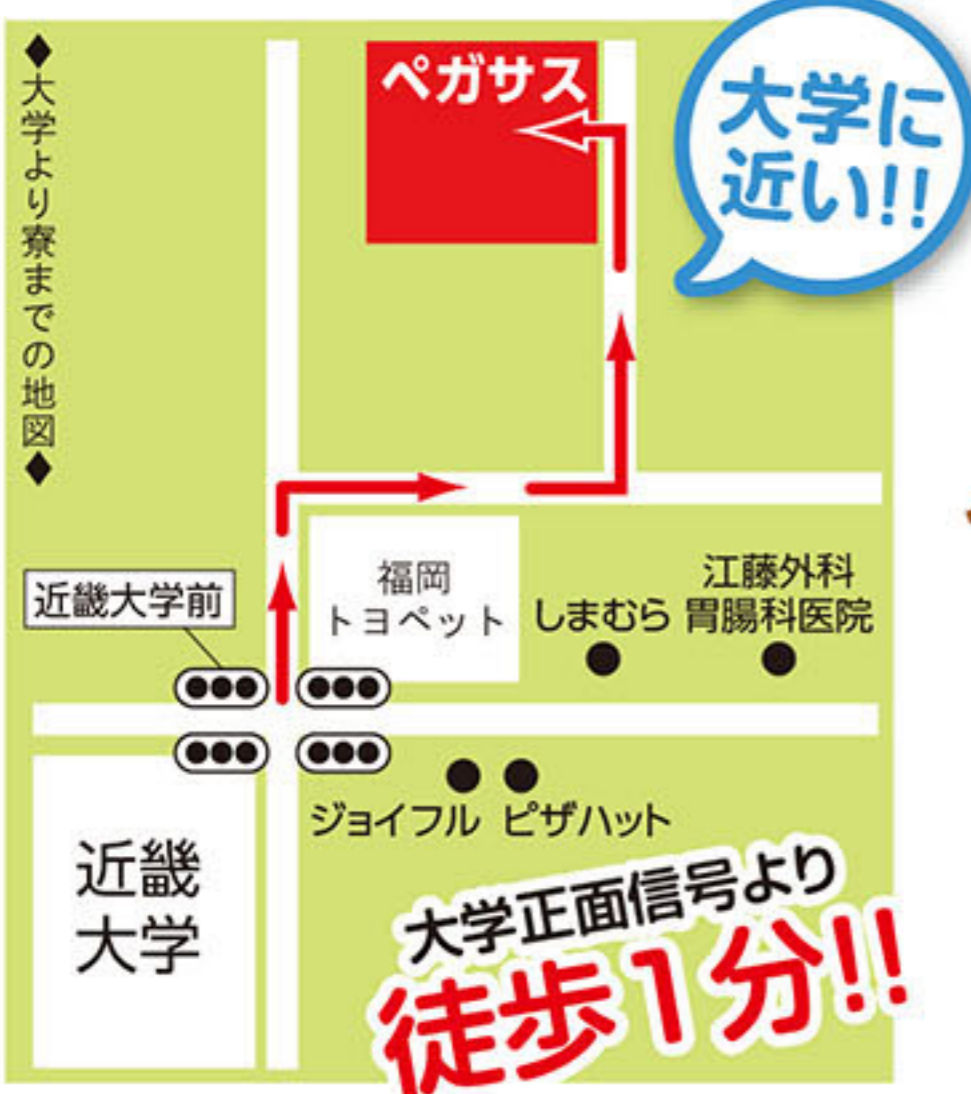 ◆大学より寮までの地図◆
ペガサス
大学に
近い!!
近畿大学前
福岡
トヨペット
しまむら
江藤外科
胃腸科医院
ジョイフル
ピザハット
近畿
大学
大学正面信号より
徒歩1分!!